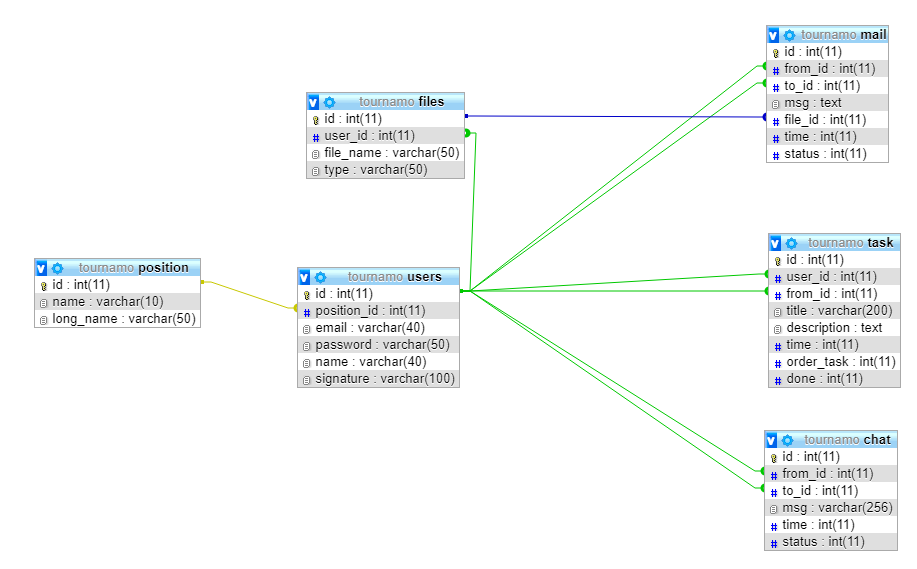 tournamo mail
id : int(11)
from_id : int(11)
to_id : int(11)
msg : text
file_id : int(11)
time : int(11)
status : int(11)
tournamo files
id : int(11)
user_id : int(11)
file_name : varchar(50)
type : varchar(50)
tournamo position
id : int(11)
name : varchar(10)
long_name : varchar(50)
tournamo users
id : int(11)
position_id : int(11)
email : varchar(40)
password : varchar(50)
name : varchar(40)
signature : varchar(100)
tournamo task
id : int(11)
user_id : int(11)
from_id : int(11)
title : varchar(200)
description : text
time : int(11)
order_task : int(11)
done : int(11)
tournamo chat
id : int(11)
from_id : int(11)
to_id : int(11)
msg : varchar(256)
time : int(11)
status : int(11)